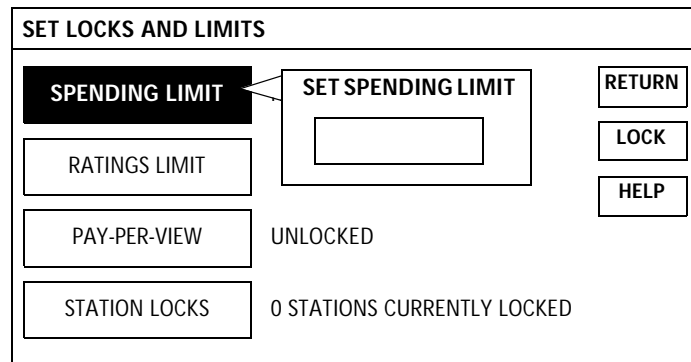 SET LOCKS AND LIMITS
SPENDING LIMIT
SET SPENDING LIMIT
RETURN
LOCK
RATINGS LIMIT
HELP
PAY-PER-VIEW
UNLOCKED
STATION LOCKS
0 STATIONS CURRENTLY LOCKED